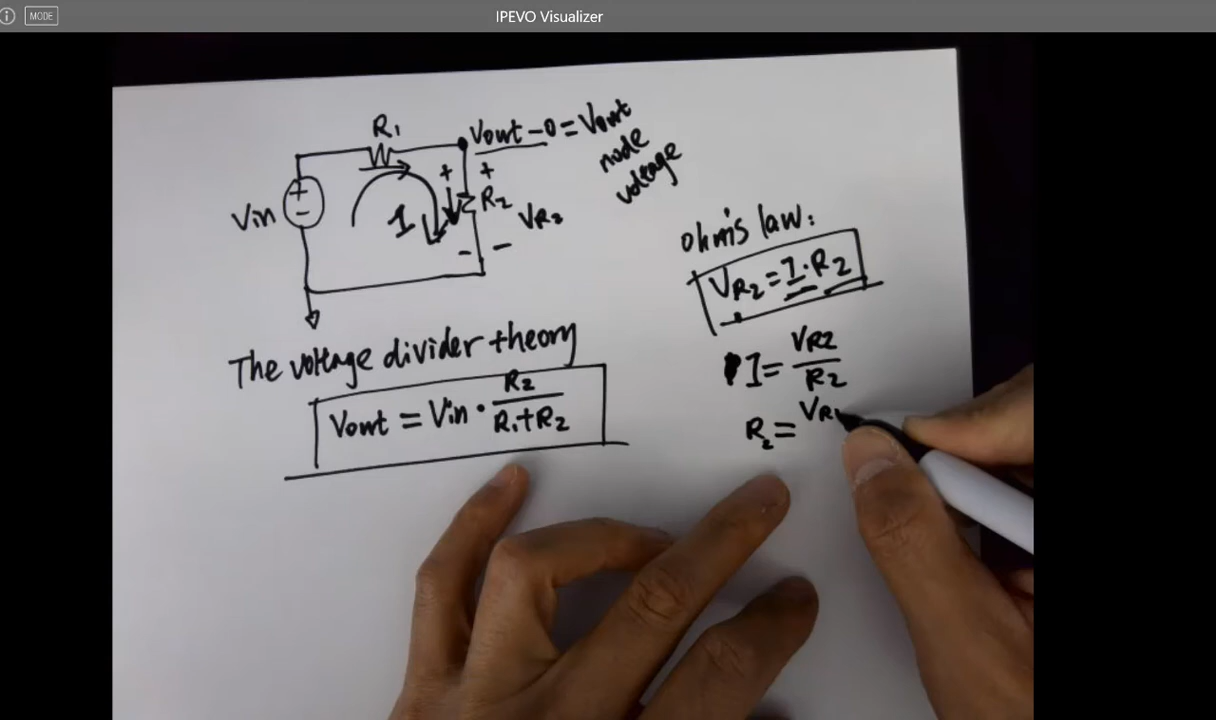 MODE
IPEVO Visualizer
R₁
Vout - 0 = Vout
node
voltage
Vin
+
-
I
+
+
R₂
VR₂
-
-
ohm's law:
VR₂ = I · R₂
I = VR2 / R2
R₂ = VR
The voltage divider theory
Vout = Vin · R₂ / R₁+R₂